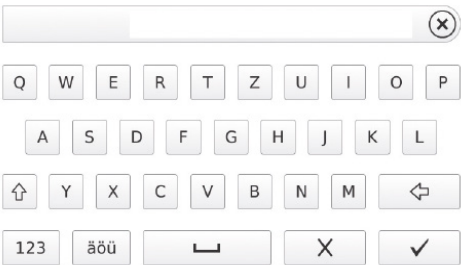 Q W E R T Z U I O P
A S D F G H J K L
Y X C V B N M
123 äöü